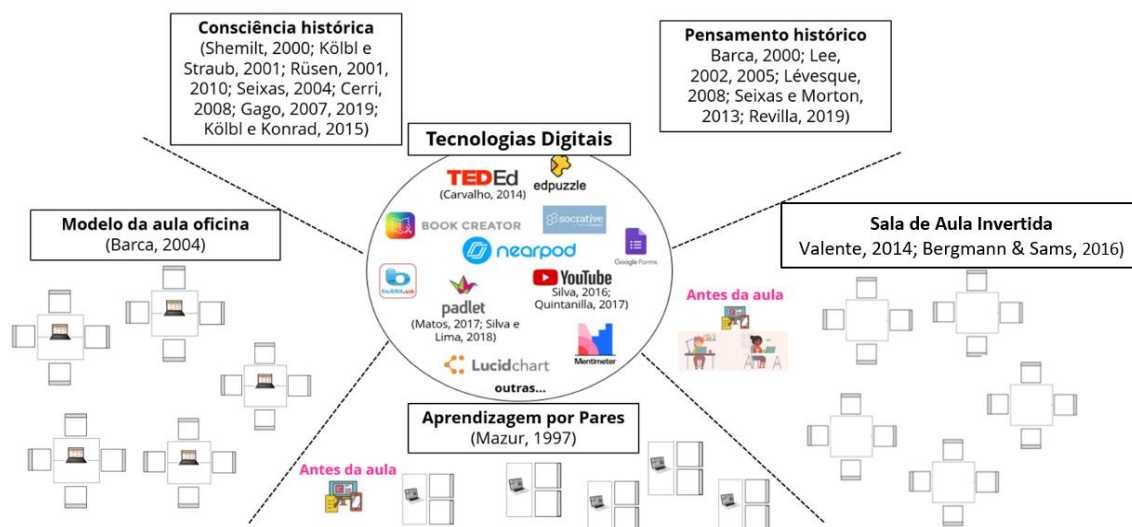 Consciência histórica
(Shemilt, 2000; Kölbl e
Straub, 2001; Rüsen, 2001,
2010; Seixas, 2004; Cerri,
2008; Gago, 2007, 2019;
Kölbl e Konrad, 2015)
Pensamento histórico
Barca, 2000; Lee,
2002, 2005; Lévesque,
2008; Seixas e Morton,
2013; Revilla, 2019)
Tecnologias Digitais
TEDEd
(Carvalho, 2014)
edpuzzle
BOOK CREATOR
socrative
nearpod
Google Forms
bubbl.us
padlet
(Matos, 2017; Silva e
Lima, 2018)
YouTube
Silva, 2016;
Quintanilla, 2017)
Lucidchart
Mentimeter
outras...
Modelo da aula oficina
(Barca, 2004)
Sala de Aula Invertida
Valente, 2014; Bergmann & Sams, 2016)
Antes da aula
Aprendizagem por Pares
(Mazur, 1997)
Antes da aula